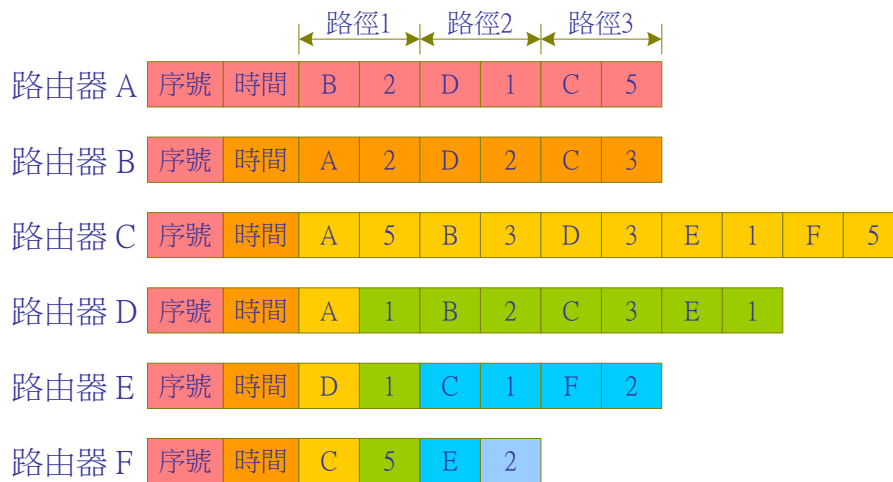 路徑1 路徑2 路徑3
路由器 A 序號 時間 B 2 D 1 C 5
路由器 B 序號 時間 A 2 D 2 C 3
路由器 C 序號 時間 A 5 B 3 D 3 E 1 F 5
路由器 D 序號 時間 A 1 B 2 C 3 E 1
路由器 E 序號 時間 D 1 C 1 F 2
路由器 F 序號 時間 C 5 E 2